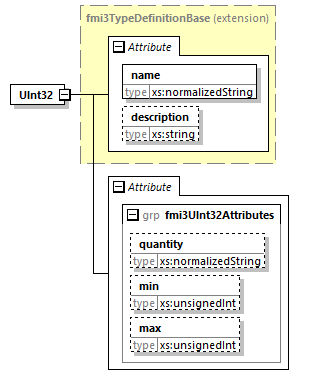 fmi3TypeDefinitionBase (extension)
Attribute
name
type xs:normalizedString
description
type xs:string
UInt32
Attribute
grp fmi3UInt32Attributes
quantity
type xs:normalizedString
min
type xs:unsignedInt
max
type xs:unsignedInt